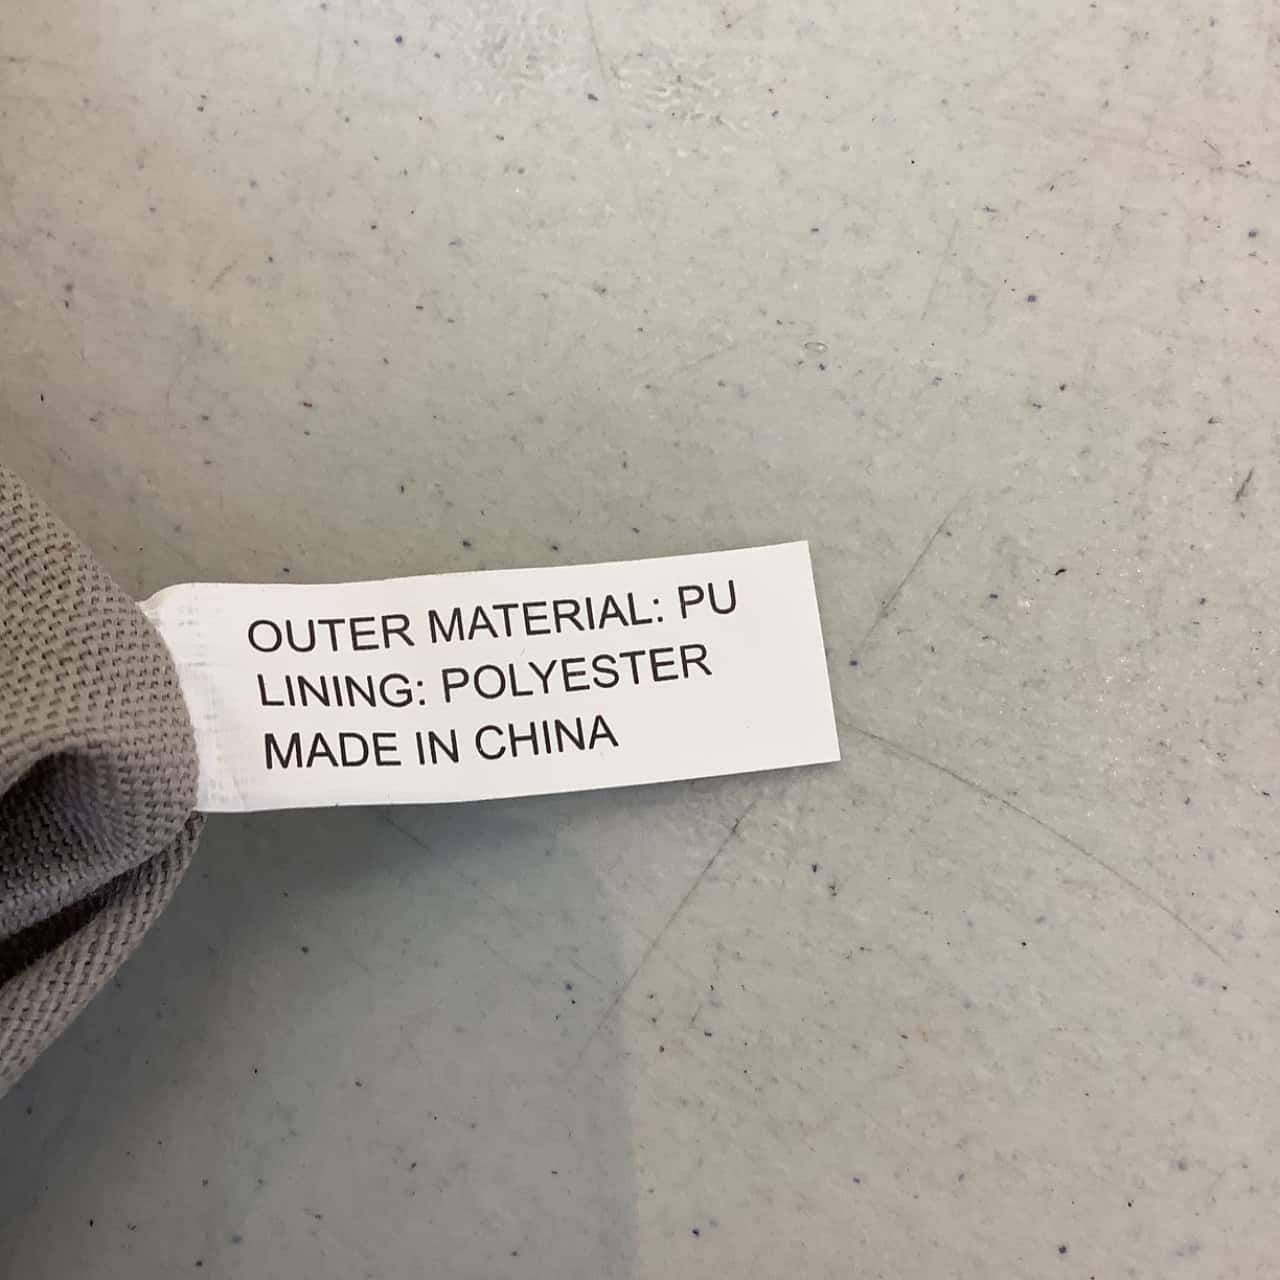 OUTER MATERIAL: PU
LINING: POLYESTER
MADE IN CHINA